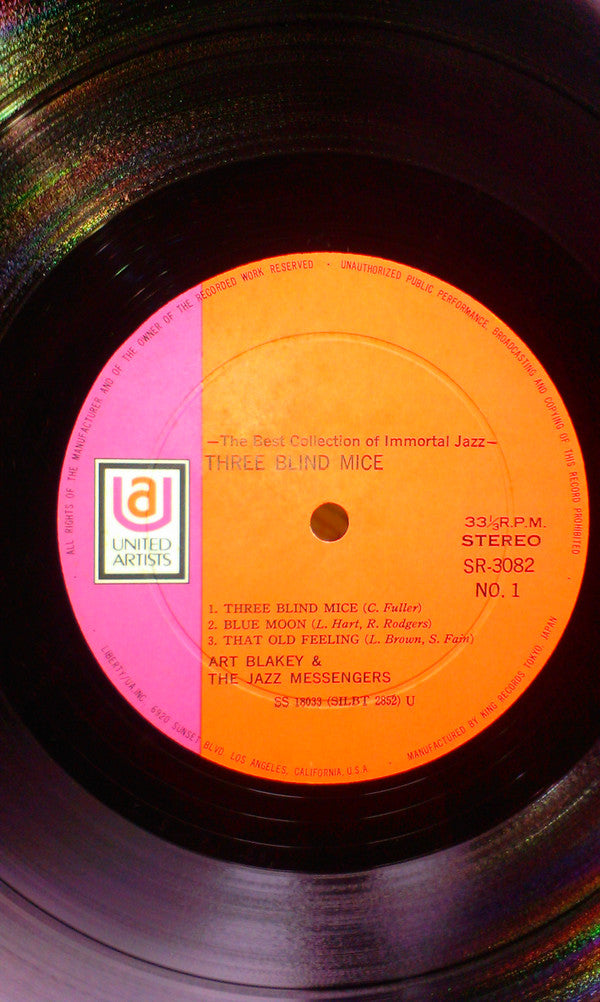 ALL RIGHTS OF THE MANUFACTURER AND OF THE OWNER OF THE RECORDED WORK RESERVED · UNAUTHORIZED PUBLIC PERFORMANCE, BROADCASTING AND COPYING OF THIS RECORD PROHIBITED
—The Best Collection of Immortal Jazz—
THREE BLIND MICE
ua
UNITED
ARTISTS
33⅓R.P.M.
STEREO
SR-3082
NO. 1
1. THREE BLIND MICE (C. Fuller)
2. BLUE MOON (L. Hart, R. Rodgers)
3. THAT OLD FEELING (L. Brown, S. Fain)
ART BLAKEY &
THE JAZZ MESSENGERS
SS 18033 (SILBT 2852) U
LIBERTY/UA, INC. 6920 SUNSET BLVD. LOS ANGELES, CALIFORNIA, U.S.A.
MANUFACTURED BY KING RECORDS TOKYO, JAPAN